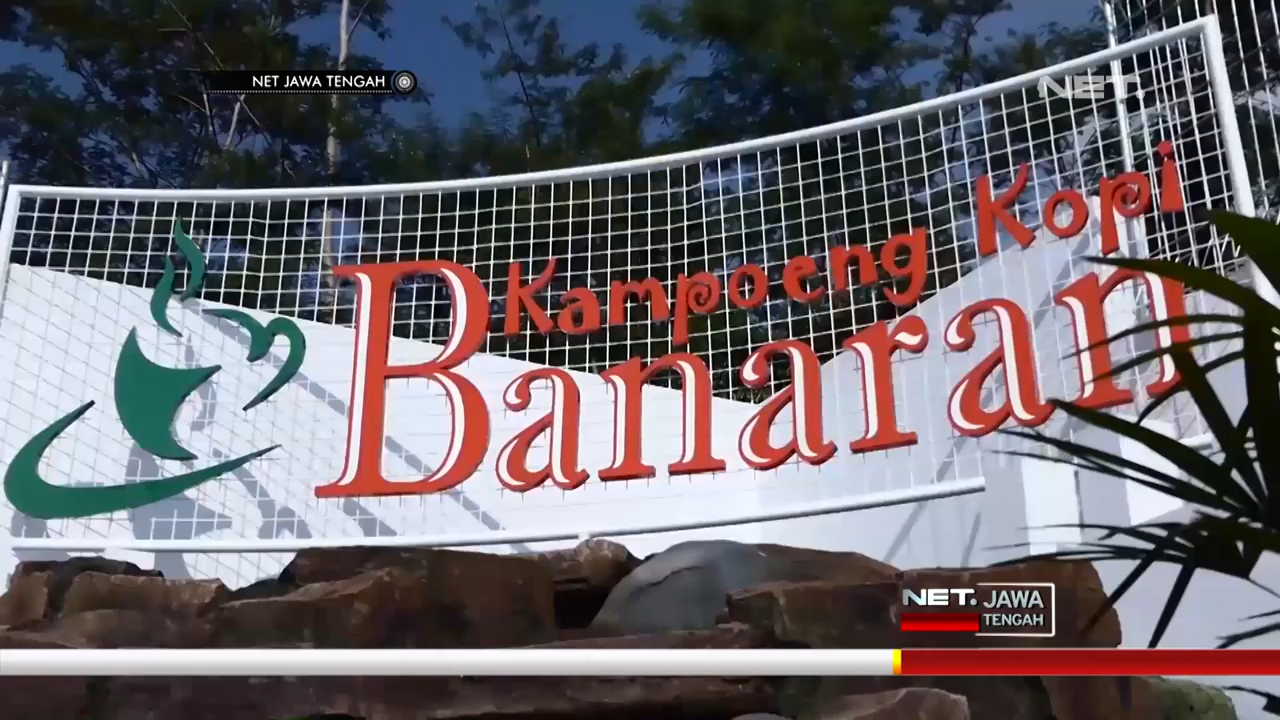 NET JAWA TENGAH
NET.
Kampoeng Kopi
Banaran
NET. JAWA
TENGAH